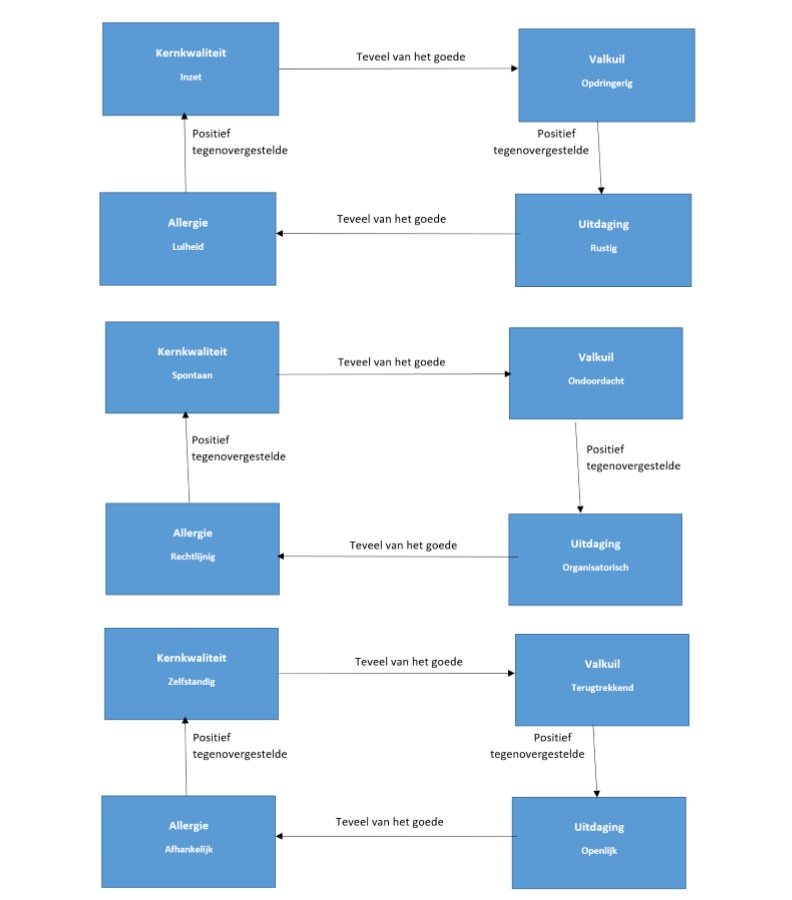 Kernkwaliteit
Inzet
Teveel van het goede
Valkuil
Opdringerig
Positief
tegenovergestelde
Positief
tegenovergestelde
Allergie
Luiheid
Teveel van het goede
Uitdaging
Rustig
Kernkwaliteit
Spontaan
Teveel van het goede
Valkuil
Ondoordacht
Positief
tegenovergestelde
Positief
tegenovergestelde
Allergie
Rechtlijnig
Teveel van het goede
Uitdaging
Organisatorisch
Kernkwaliteit
Zelfstandig
Teveel van het goede
Valkuil
Terugtrekkend
Positief
tegenovergestelde
Positief
tegenovergestelde
Allergie
Afhankelijk
Teveel van het goede
Uitdaging
Openlijk